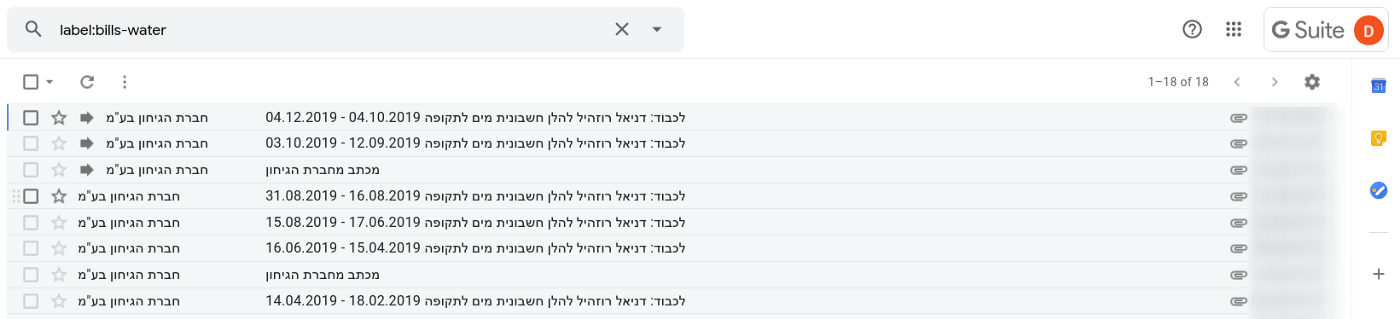 label:bills-water
G Suite
D
1–18 of 18
31
חברת הגיחון בע"מ
לכבוד: דניאל רוזהיל להלן חשבונית מים לתקופה 04.10.2019 - 04.12.2019
חברת הגיחון בע"מ
לכבוד: דניאל רוזהיל להלן חשבונית מים לתקופה 12.09.2019 - 03.10.2019
חברת הגיחון בע"מ
מכתב מחברת הגיחון
חברת הגיחון בע"מ
לכבוד: דניאל רוזהיל להלן חשבונית מים לתקופה 16.08.2019 - 31.08.2019
חברת הגיחון בע"מ
לכבוד: דניאל רוזהיל להלן חשבונית מים לתקופה 17.06.2019 - 15.08.2019
חברת הגיחון בע"מ
לכבוד: דניאל רוזהיל להלן חשבונית מים לתקופה 15.04.2019 - 16.06.2019
חברת הגיחון בע"מ
מכתב מחברת הגיחון
חברת הגיחון בע"מ
לכבוד: דניאל רוזהיל להלן חשבונית מים לתקופה 18.02.2019 - 14.04.2019